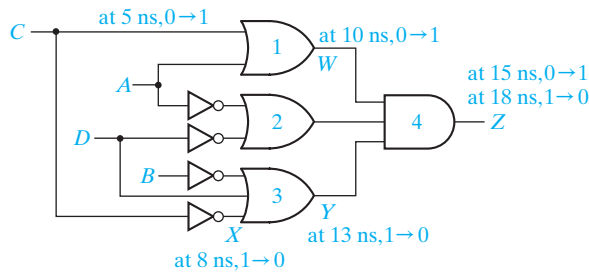 at 5 ns,0→1
C
1
at 10 ns,0→1
W
A
at 15 ns,0→1
at 18 ns,1→0
2
4
Z
D
B
3
X
Y
at 13 ns,1→0
at 8 ns,1→0